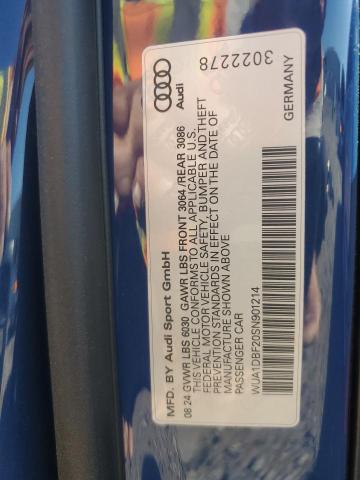 MFD. BY Audi Sport GmbH
08 24 GVWR LBS 6030 GAWR LBS FRONT 3064/REAR 3086
THIS VEHICLE CONFORMS TO ALL APPLICABLE U.S.
FEDERAL MOTOR VEHICLE SAFETY, BUMPER AND THEFT
PREVENTION STANDARDS IN EFFECT ON THE DATE OF
MANUFACTURE SHOWN ABOVE
PASSENGER CAR
WUA1DBF20SN901214
GERMANY
Audi
3022278